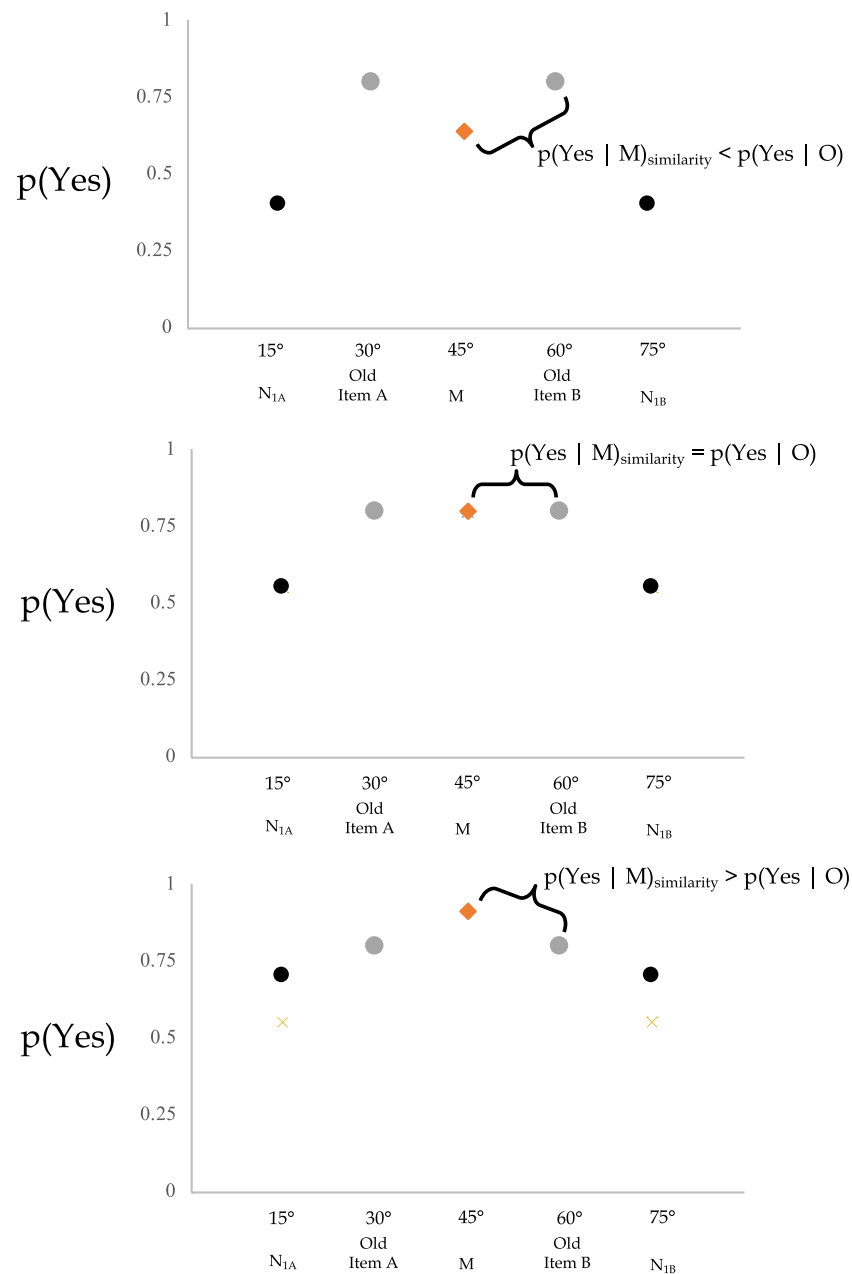 1
0.75
p(Yes | M)similarity < p(Yes | O)
p(Yes)
0.5
0.25
0
15° 30° 45° 60° 75°
Old Old
N1A Item A M Item B N1B
1
p(Yes | M)similarity = p(Yes | O)
0.75
p(Yes)
0.5
0.25
0
15° 30° 45° 60° 75°
Old Old
N1A Item A M Item B N1B
p(Yes | M)similarity > p(Yes | O)
1
0.75
p(Yes)
0.5
0.25
0
15° 30° 45° 60° 75°
Old Old
N1A Item A M Item B N1B